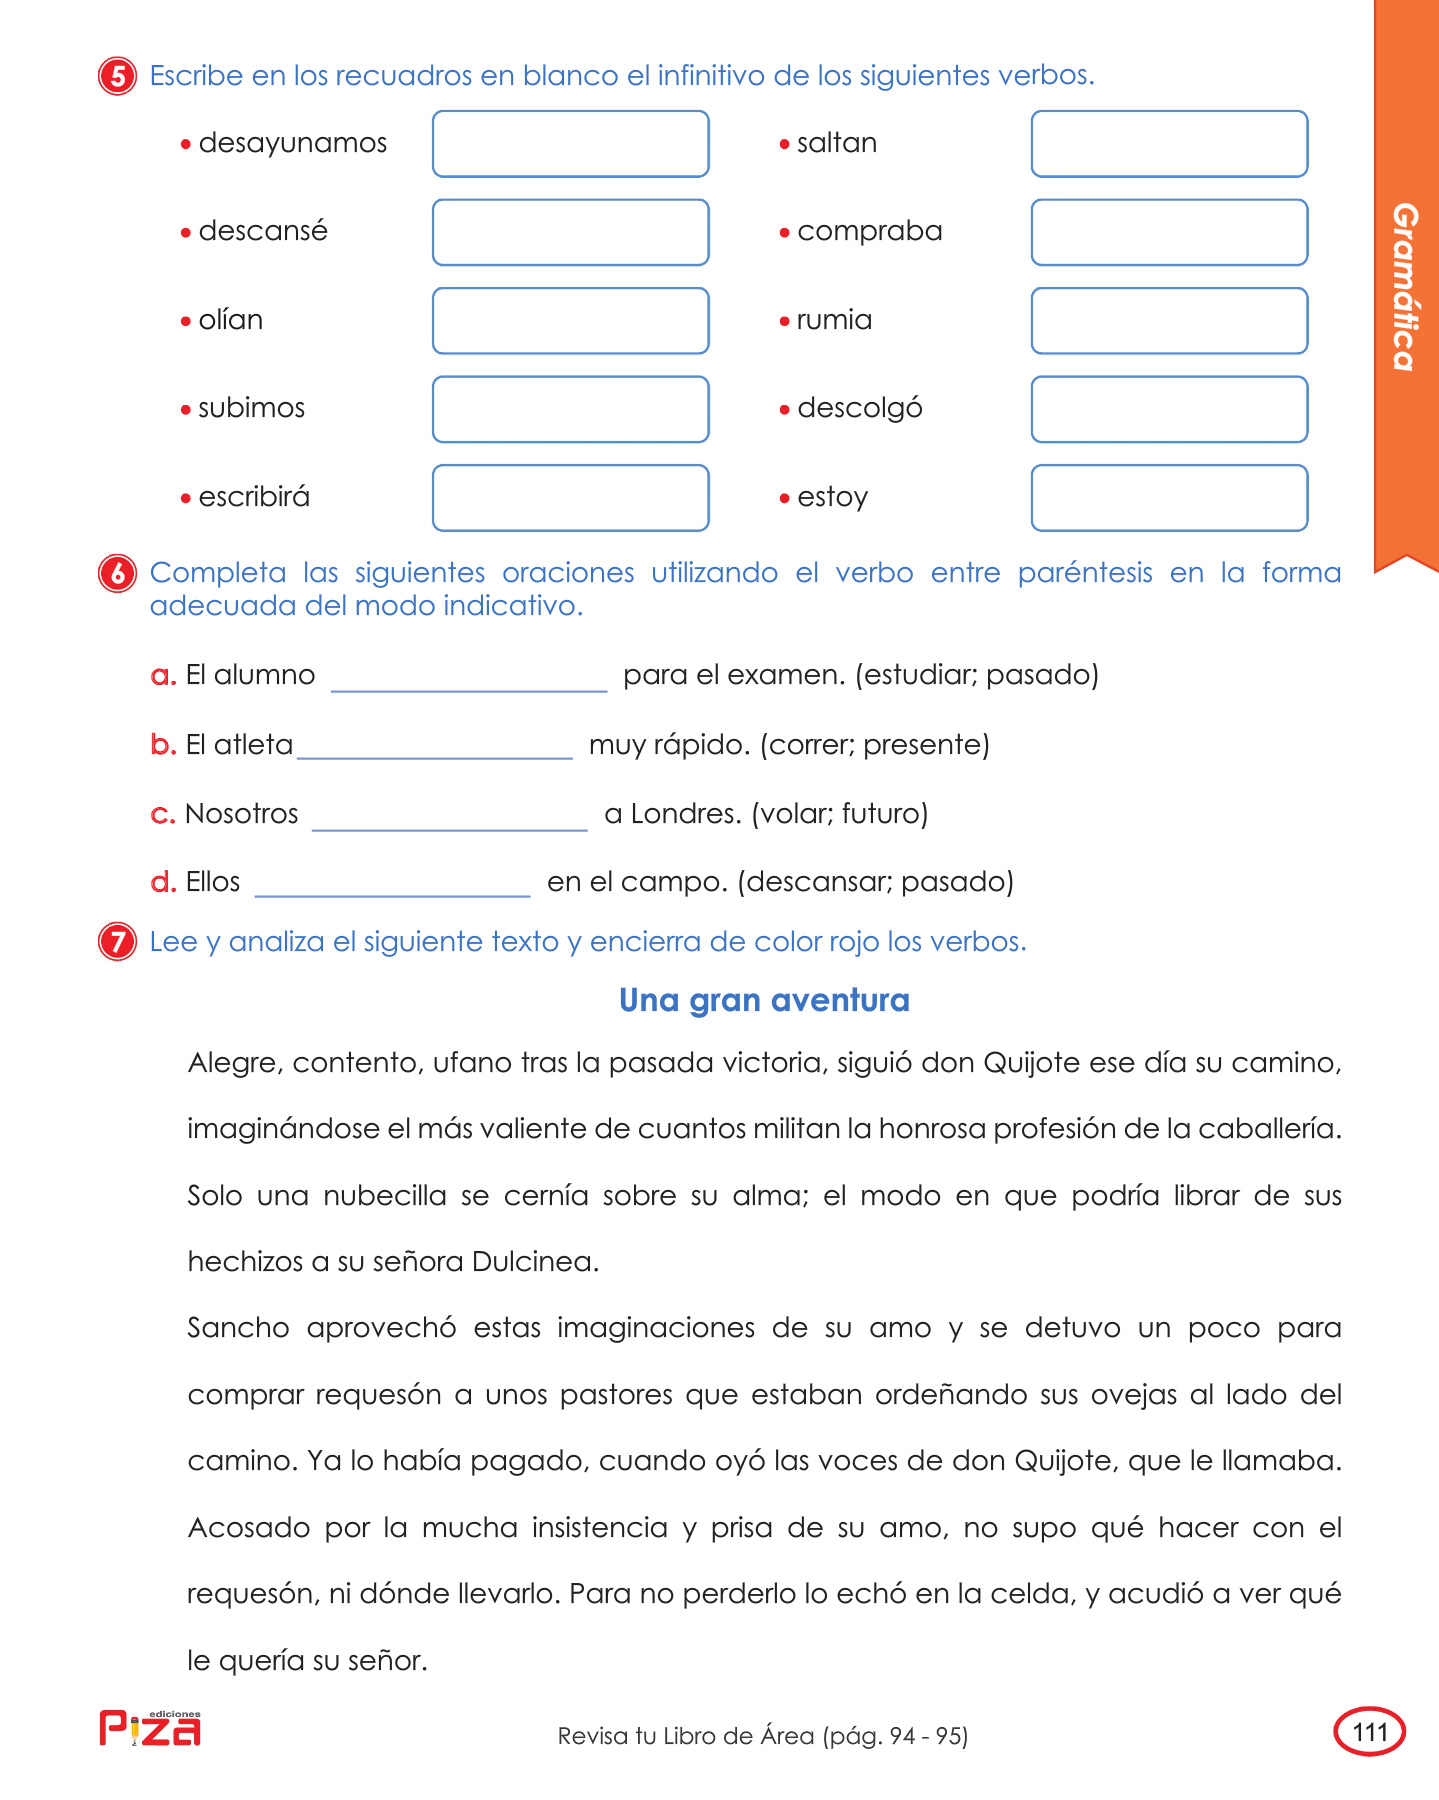 5 Escribe en los recuadros en blanco el infinitivo de los siguientes verbos.
• desayunamos
• saltan
• descansé
• compraba
• olían
• rumia
• subimos
• descolgó
• escribirá
• estoy
Gramática
6 Completa las siguientes oraciones utilizando el verbo entre paréntesis en la forma
adecuada del modo indicativo.
a. El alumno ____ para el examen. (estudiar; pasado)
b. El atleta ____ muy rápido. (correr; presente)
c. Nosotros ____ a Londres. (volar; futuro)
d. Ellos ____ en el campo. (descansar; pasado)
7 Lee y analiza el siguiente texto y encierra de color rojo los verbos.
Una gran aventura
Alegre, contento, ufano tras la pasada victoria, siguió don Quijote ese día su camino,
imaginándose el más valiente de cuantos militan la honrosa profesión de la caballería.
Solo una nubecilla se cernía sobre su alma; el modo en que podría librar de sus
hechizos a su señora Dulcinea.
Sancho aprovechó estas imaginaciones de su amo y se detuvo un poco para
comprar requesón a unos pastores que estaban ordeñando sus ovejas al lado del
camino. Ya lo había pagado, cuando oyó las voces de don Quijote, que le llamaba.
Acosado por la mucha insistencia y prisa de su amo, no supo qué hacer con el
requesón, ni dónde llevarlo. Para no perderlo lo echó en la celda, y acudió a ver qué
le quería su señor.
ediciones
Piza
Revisa tu Libro de Área (pág. 94 - 95)
111